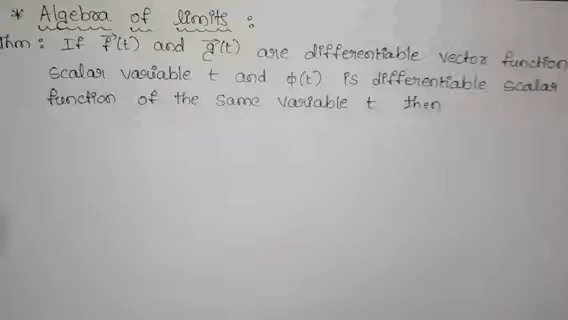 * Algebra of limits :
Thm : If f⃗(t) and g⃗(t) are differentiable vector function
scalar variable t and φ(t) is differentiable scalar
function of the same variable t then